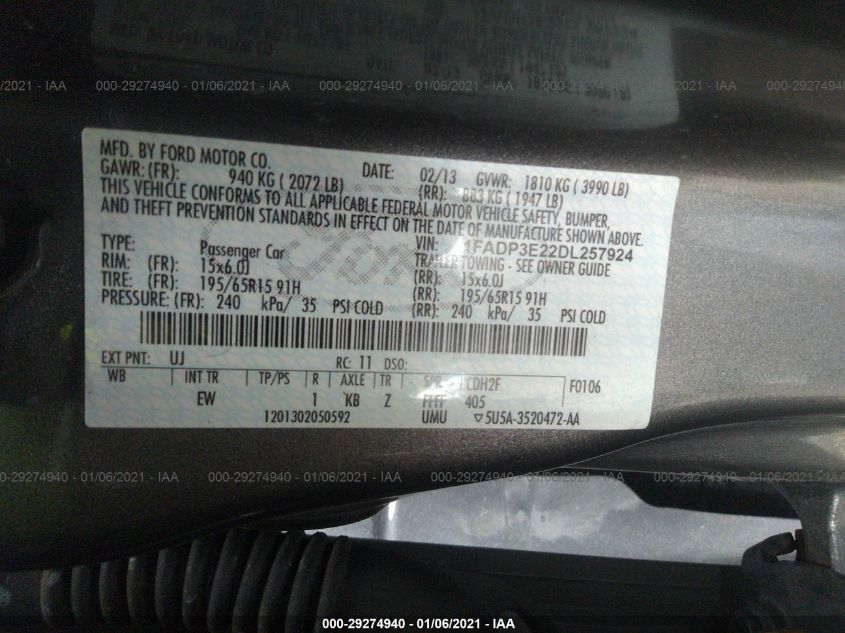 MFD. BY FORD MOTOR CO.
DATE: 02/13 GVWR: 1810 KG ( 3990 LB)
GAWR: (FR): 940 KG ( 2072 LB) (RR): 883 KG ( 1947 LB)
THIS VEHICLE CONFORMS TO ALL APPLICABLE FEDERAL MOTOR VEHICLE SAFETY, BUMPER,
AND THEFT PREVENTION STANDARDS IN EFFECT ON THE DATE OF MANUFACTURE SHOWN ABOVE.
VIN: 1FADP3E22DL257924
TYPE: Passenger Car TRAILER TOWING - SEE OWNER GUIDE
RIM: (FR): 15x6.0J (RR): 15x6.0J
TIRE: (FR): 195/65R15 91H (RR): 195/65R15 91H
PRESSURE: (FR): 240 kPa/ 35 PSI COLD (RR): 240 kPa/ 35 PSI COLD
EXT PNT: UJ RC: 11 DSO:
WB INT TR TP/PS R AXLE TR SPR CDH2F F0106
EW 1 KB Z FFFF 405
1201302050592 UMU ▽5U5A-3520472-AA
000-29274940 - 01/06/2021 - IAA